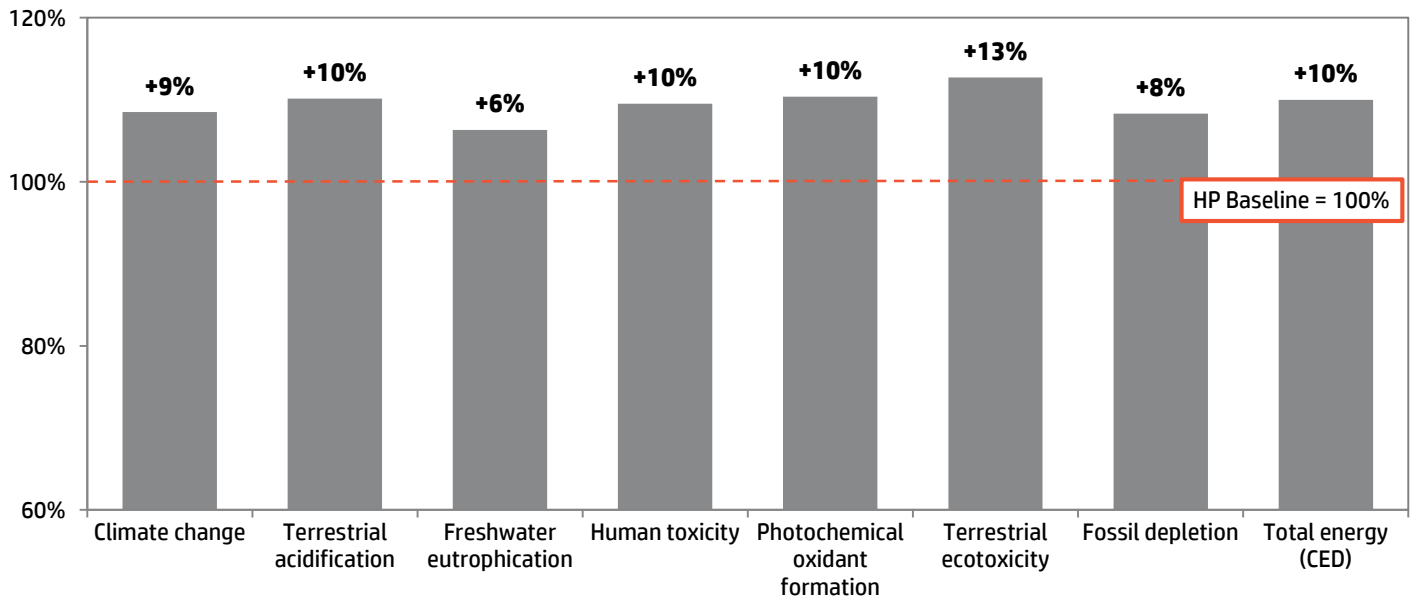 120%
100%
80%
60%
+9%
+10%
+6%
+10%
+10%
+13%
+8%
+10%
HP Baseline = 100%
Climate change
Terrestrial
acidification
Freshwater
eutrophication
Human toxicity
Photochemical
oxidant
formation
Terrestrial
ecotoxicity
Fossil depletion
Total energy
(CED)